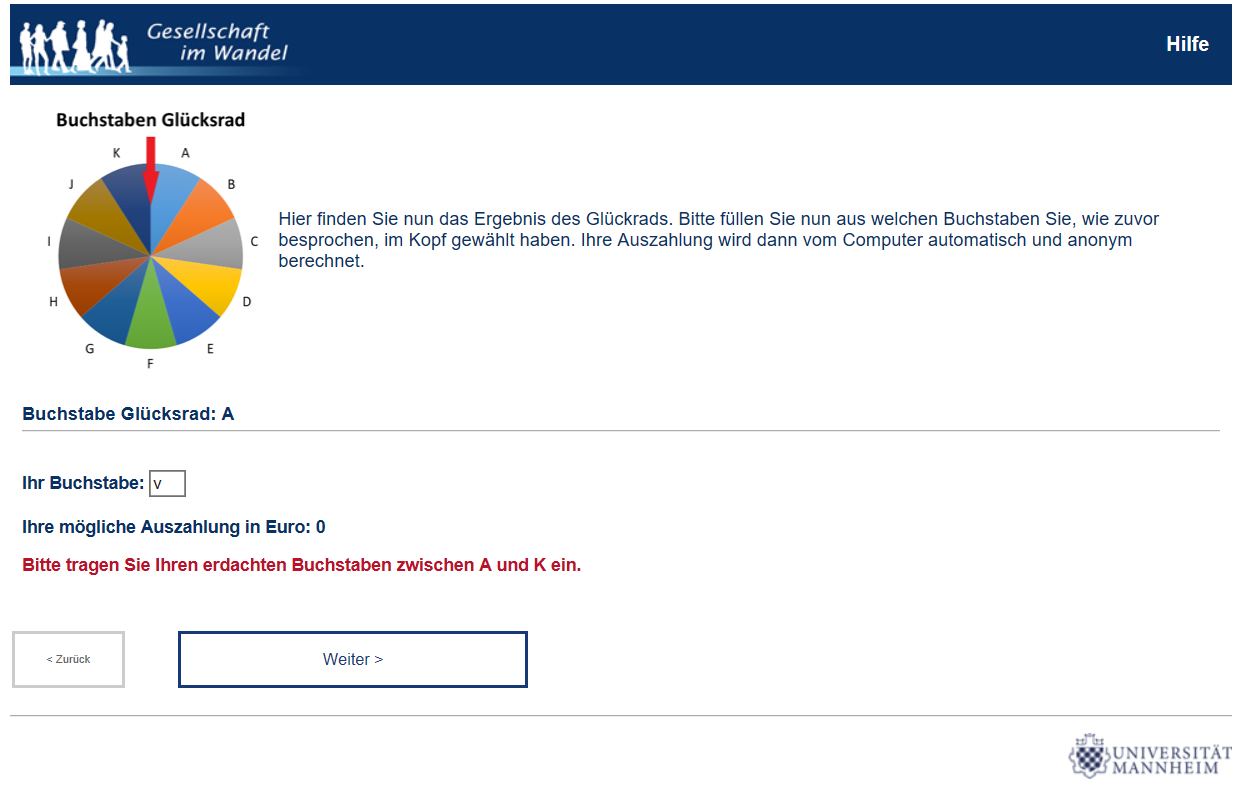 Gesellschaft
im Wandel
Hilfe
Buchstaben Glücksrad
K
A
J
B
I
C
H
D
G
E
F
Hier finden Sie nun das Ergebnis des Glückrads. Bitte füllen Sie nun aus welchen Buchstaben Sie, wie zuvor
besprochen, im Kopf gewählt haben. Ihre Auszahlung wird dann vom Computer automatisch und anonym
berechnet.
Buchstabe Glücksrad: A
Ihr Buchstabe: v
Ihre mögliche Auszahlung in Euro: 0
Bitte tragen Sie Ihren erdachten Buchstaben zwischen A und K ein.
< Zurück
Weiter >
UNIVERSITÄT
MANNHEIM